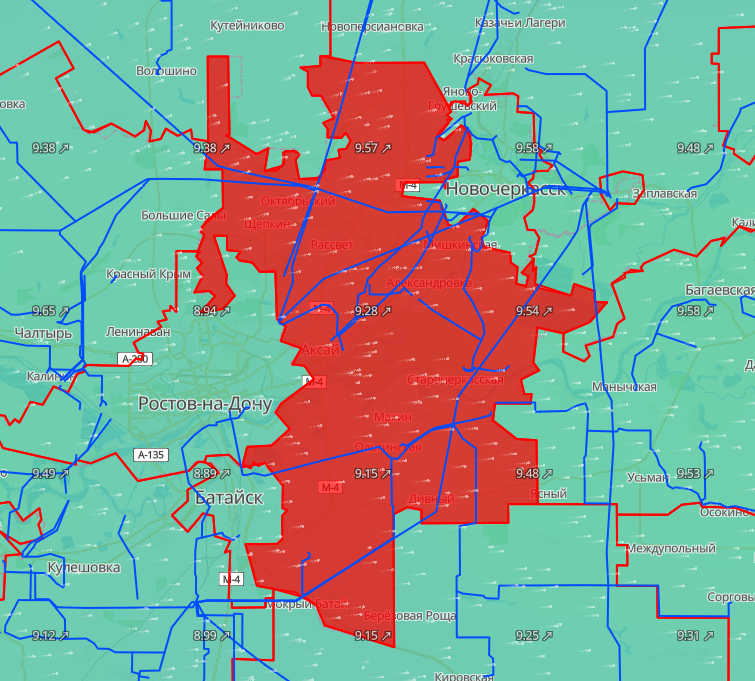 Кутейниково
Новоперсиановка
Казачьи Лагери
Красюковская
Волошино
Яново-
Грушевский
овка
9.38
9.38
9.57
9.58
9.48
М-4
Новочеркасск
Заплавская
Октябрьский
Большие Салы
Щепкин
Рассвет
Мишкинская
Красный Крым
Александровка
Багаевская
9.65
8.94
9.28
9.54
9.58
Чалтырь
Ленинаван
А-280
Аксай
Калинин
М-4
Старочеркасская
Манычская
Ростов-на-Дону
Махин
Ольгинская
А-135
9.49
8.89
9.15
9.48
9.53
Усьман
М-4
Батайск
Дивный
Ясный
Междупольный
Кулешовка
М-4
Мокрый Батай
Берёзовая Роща
9.12
8.99
9.15
9.25
9.31
Кировская